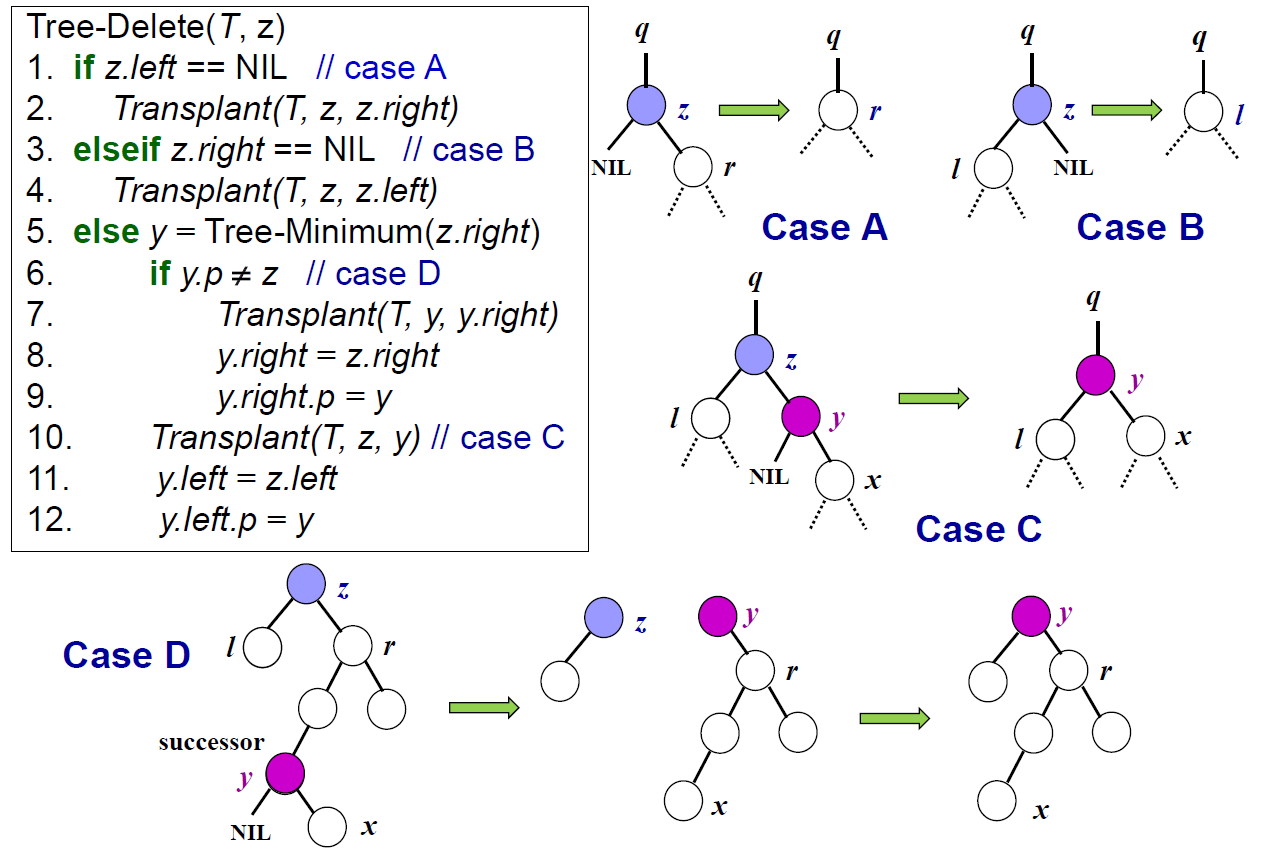 Tree-Delete(T, z)
1. if z.left == NIL // case A
2. Transplant(T, z, z.right)
3. elseif z.right == NIL // case B
4. Transplant(T, z, z.left)
5. else y = Tree-Minimum(z.right)
6. if y.p ≠ z // case D
7. Transplant(T, y, y.right)
8. y.right = z.right
9. y.right.p = y
10. Transplant(T, z, y) // case C
11. y.left = z.left
12. y.left.p = y
q
z
NIL
r
q
r
Case A
q
z
l
NIL
q
l
Case B
q
z
l
y
NIL
x
q
y
l
x
Case C
Case D
z
l
r
successor
y
NIL
x
z
y
r
x
y
r
x